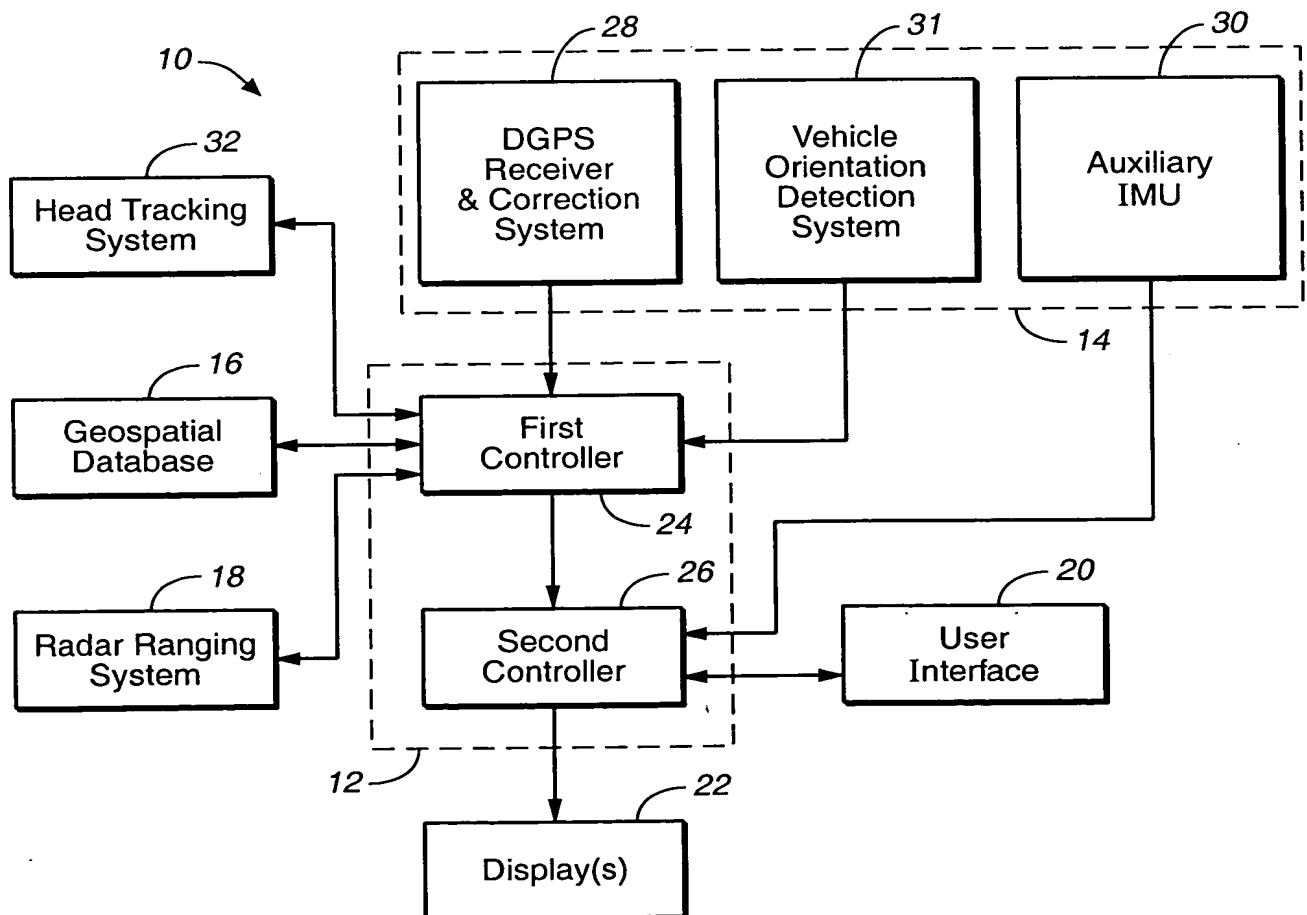 10
28
31
30
DGPS
Receiver
& Correction
System
Vehicle
Orientation
Detection
System
Auxiliary
IMU
32
Head Tracking
System
14
16
Geospatial
Database
First
Controller
24
18
Radar Ranging
System
26
Second
Controller
20
User
Interface
12
22
Display(s)